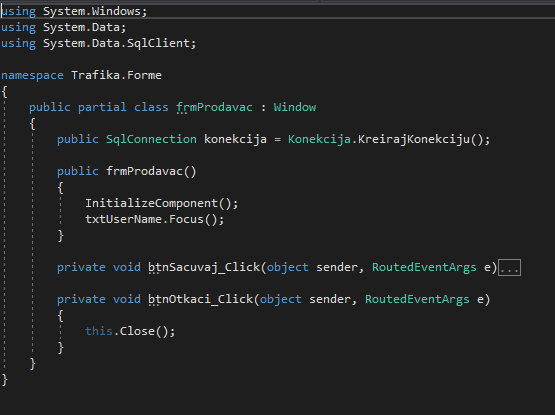 using System.Windows;
using System.Data;
using System.Data.SqlClient;
namespace Trafika.Forme
{
public partial class frmProdavac : Window
{
public SqlConnection konekcija = Konekcija.KreirajKonekciju();
public frmProdavac()
{
InitializeComponent();
txtUserName.Focus();
}
private void btnSacuvaj_Click(object sender, RoutedEventArgs e)...
private void btnOtkaci_Click(object sender, RoutedEventArgs e)
{
this.Close();
}
}
}